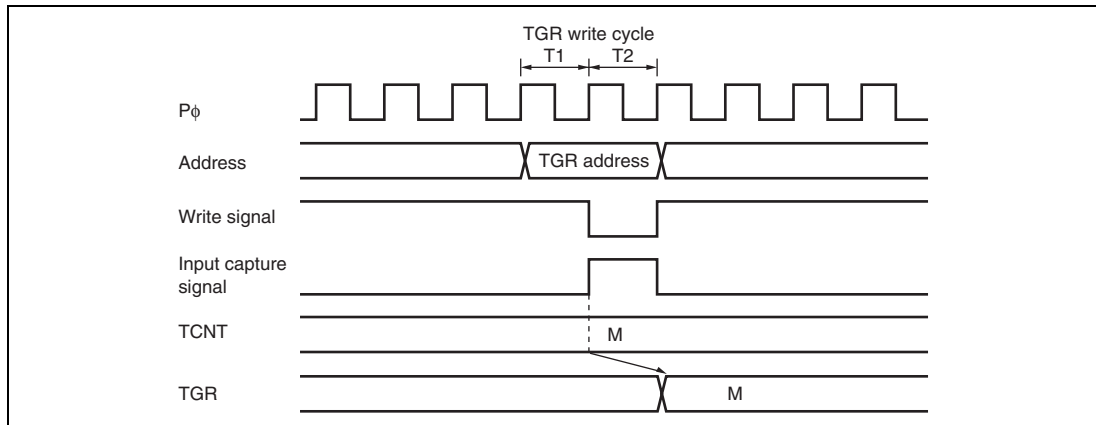 TGR write cycle
T1 T2
Pϕ
Address
TGR address
Write signal
Input capture
signal
TCNT
M
TGR
M